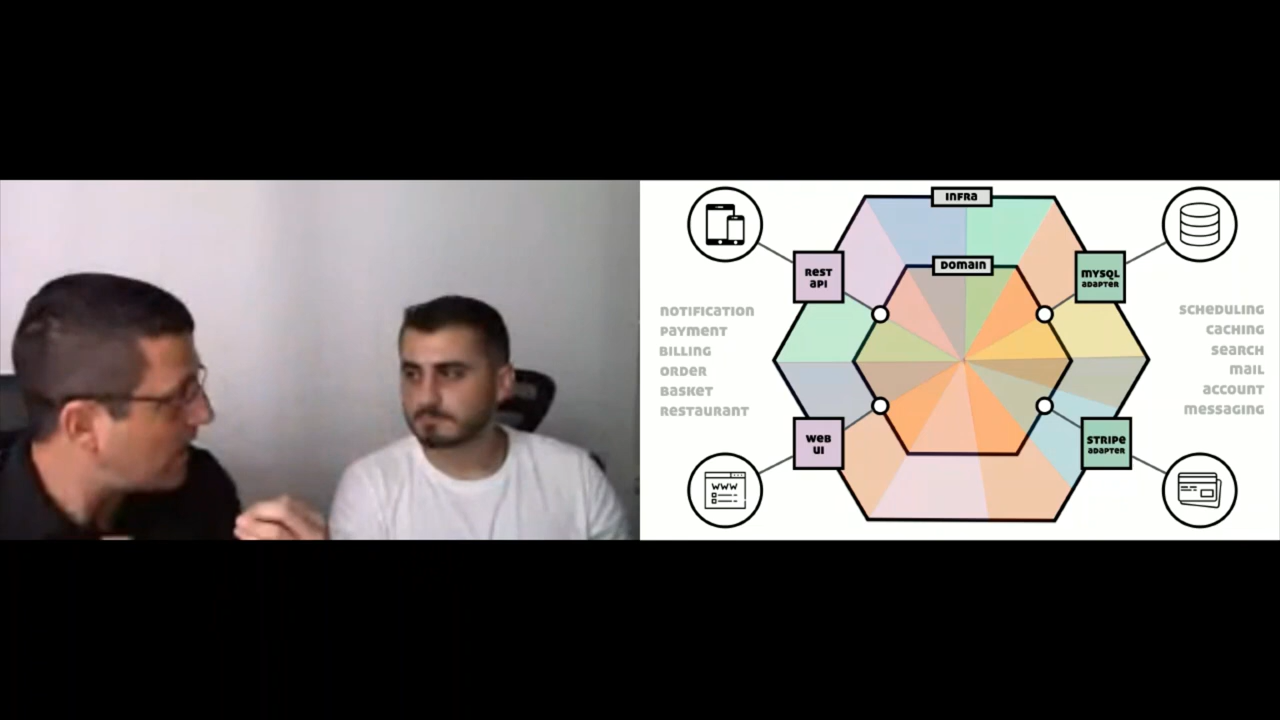 INFRA
DOMAIN
REST
API
MYSQL
ADAPTER
NOTIFICATION
PAYMENT
BILLING
ORDER
BASKET
RESTAURANT
SCHEDULING
CACHING
SEARCH
MAIL
ACCOUNT
MESSAGING
WEB
UI
STRIPE
ADAPTER
WWW